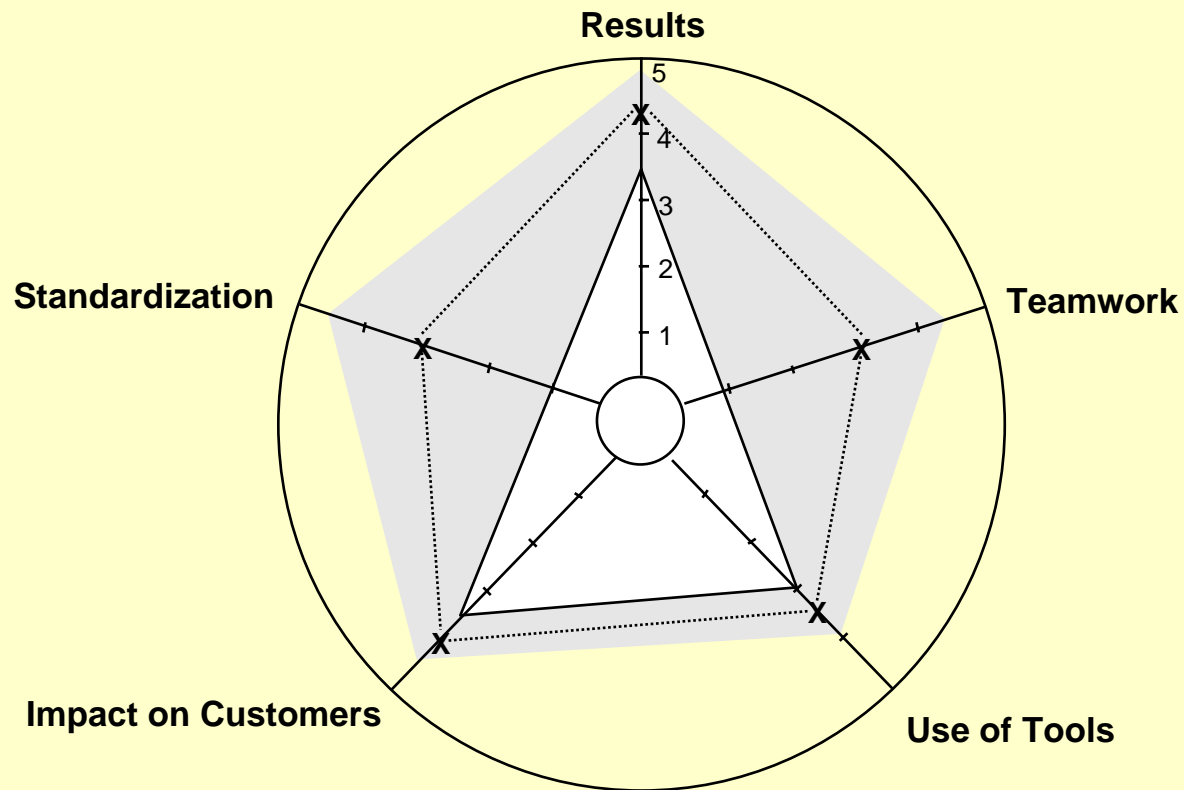 Results
5
X
4
3
2
1
Standardization
Teamwork
X
X
X
X
Impact on Customers
Use of Tools